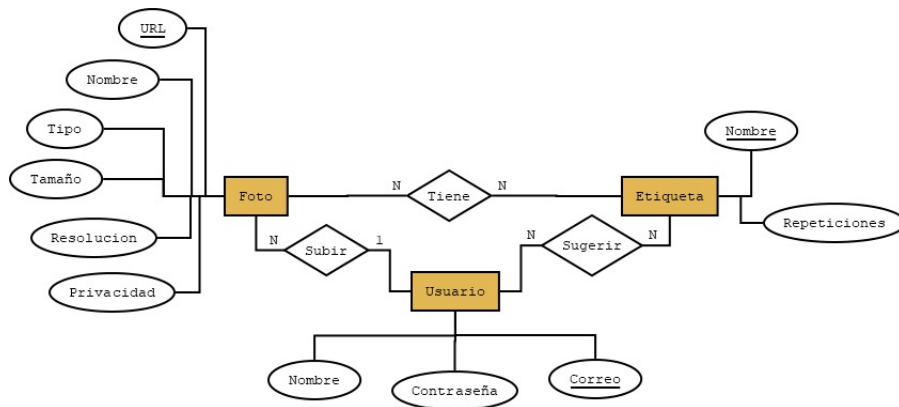 URL
Nombre
Tipo
Tamaño
Resolucion
Privacidad
Foto
N
Tiene
N
Etiqueta
Nombre
Repeticiones
N
Subir
1
N
Sugerir
N
Usuario
Nombre
Contraseña
Correo